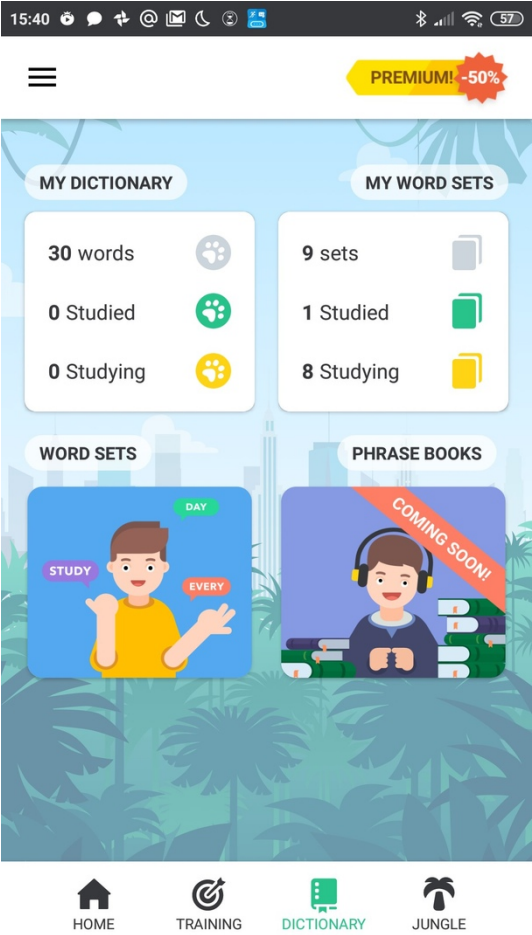 15:40
57
PREMIUM! -50%
MY DICTIONARY
MY WORD SETS
30 words
9 sets
0 Studied
1 Studied
0 Studying
8 Studying
WORD SETS
PHRASE BOOKS
DAY
STUDY
EVERY
COMING SOON!
HOME
TRAINING
DICTIONARY
JUNGLE